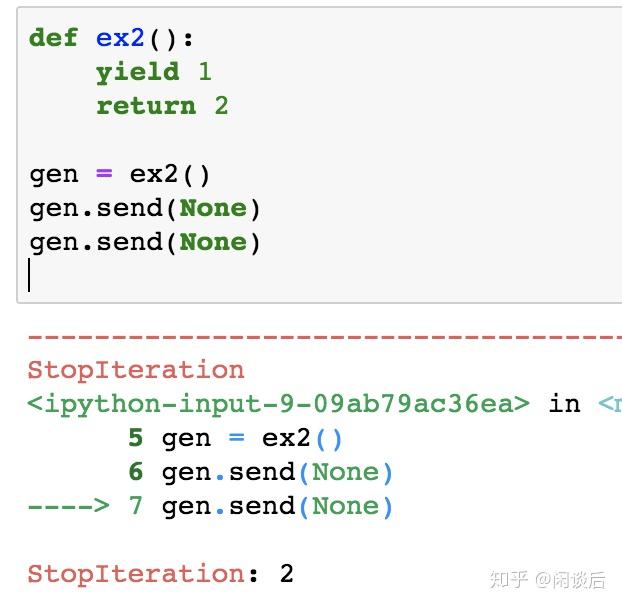 def ex2():
    yield 1
    return 2

gen = ex2()
gen.send(None)
gen.send(None)

---------------------------------------
StopIteration
<ipython-input-9-09ab79ac36ea> in <
      5 gen = ex2()
      6 gen.send(None)
----> 7 gen.send(None)

StopIteration: 2
知乎 @闲谈后